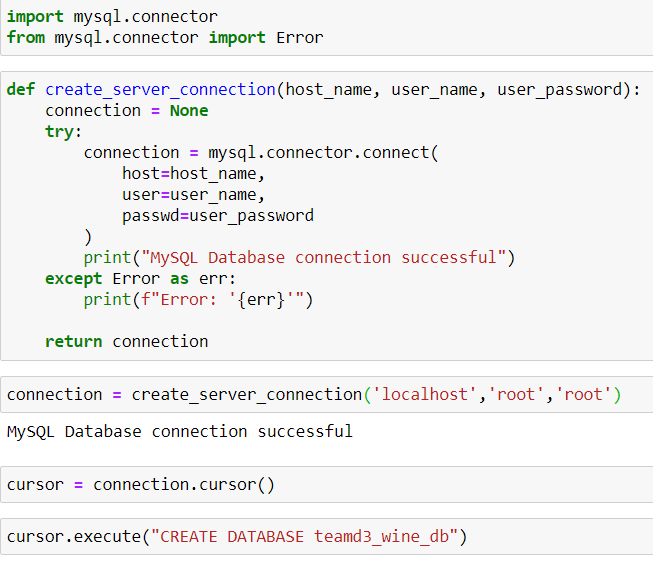 import mysql.connector
from mysql.connector import Error
def create_server_connection(host_name, user_name, user_password):
    connection = None
    try:
        connection = mysql.connector.connect(
            host=host_name,
            user=user_name,
            passwd=user_password
        )
        print("MySQL Database connection successful")
    except Error as err:
        print(f"Error: '{err}'")
    return connection
connection = create_server_connection('localhost','root','root')
MySQL Database connection successful
cursor = connection.cursor()
cursor.execute("CREATE DATABASE teamd3_wine_db")